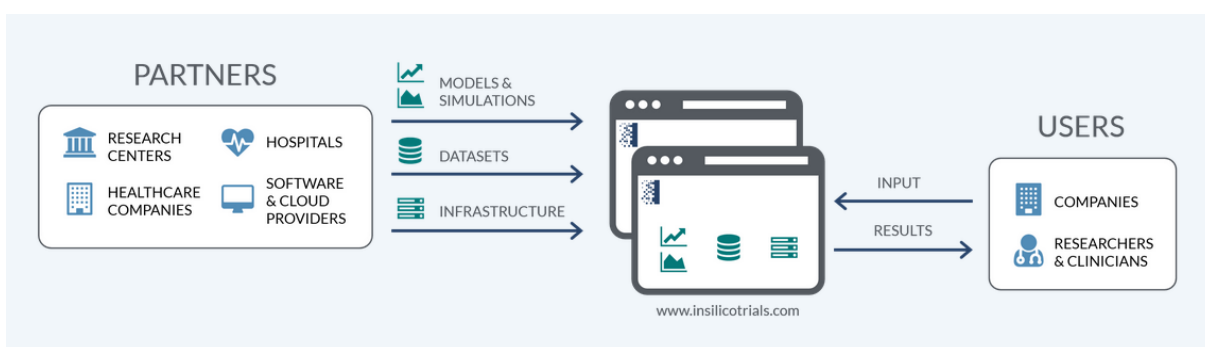 PARTNERS
RESEARCH
CENTERS
HOSPITALS
HEALTHCARE
COMPANIES
SOFTWARE
& CLOUD
PROVIDERS
MODELS &
SIMULATIONS
DATASETS
INFRASTRUCTURE
www.insilicotrials.com
USERS
INPUT
RESULTS
COMPANIES
RESEARCHERS
& CLINICIANS